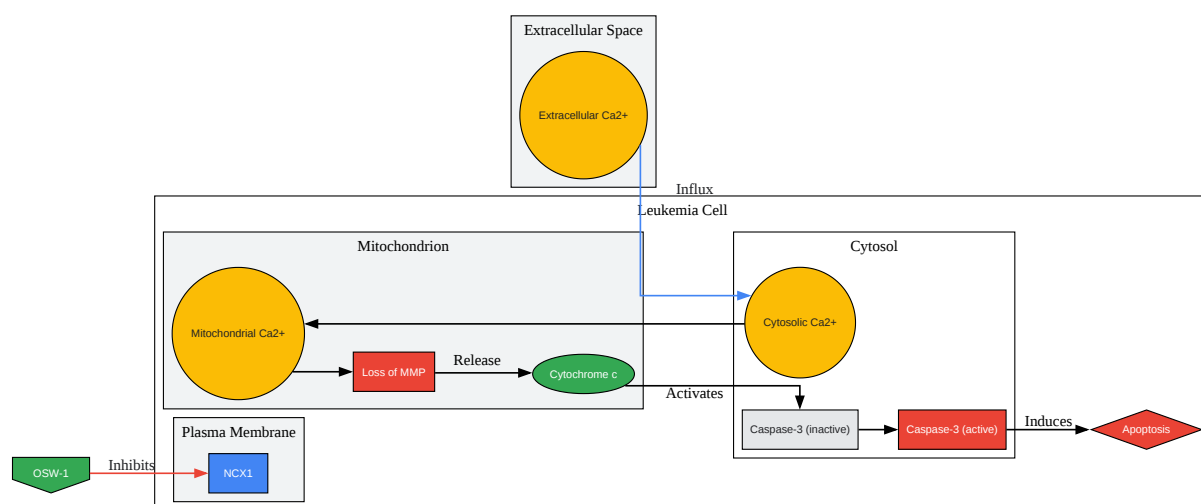 Extracellular Space
Extracellular Ca2+
Influx
Leukemia Cell
Mitochondrion
Cytosol
Mitochondrial Ca2+
Cytosolic Ca2+
Loss of MMP
Release
Cytochrome c
Activates
Caspase-3 (inactive)
Caspase-3 (active)
Induces
Apoptosis
Plasma Membrane
OSW-1
Inhibits
NCX1